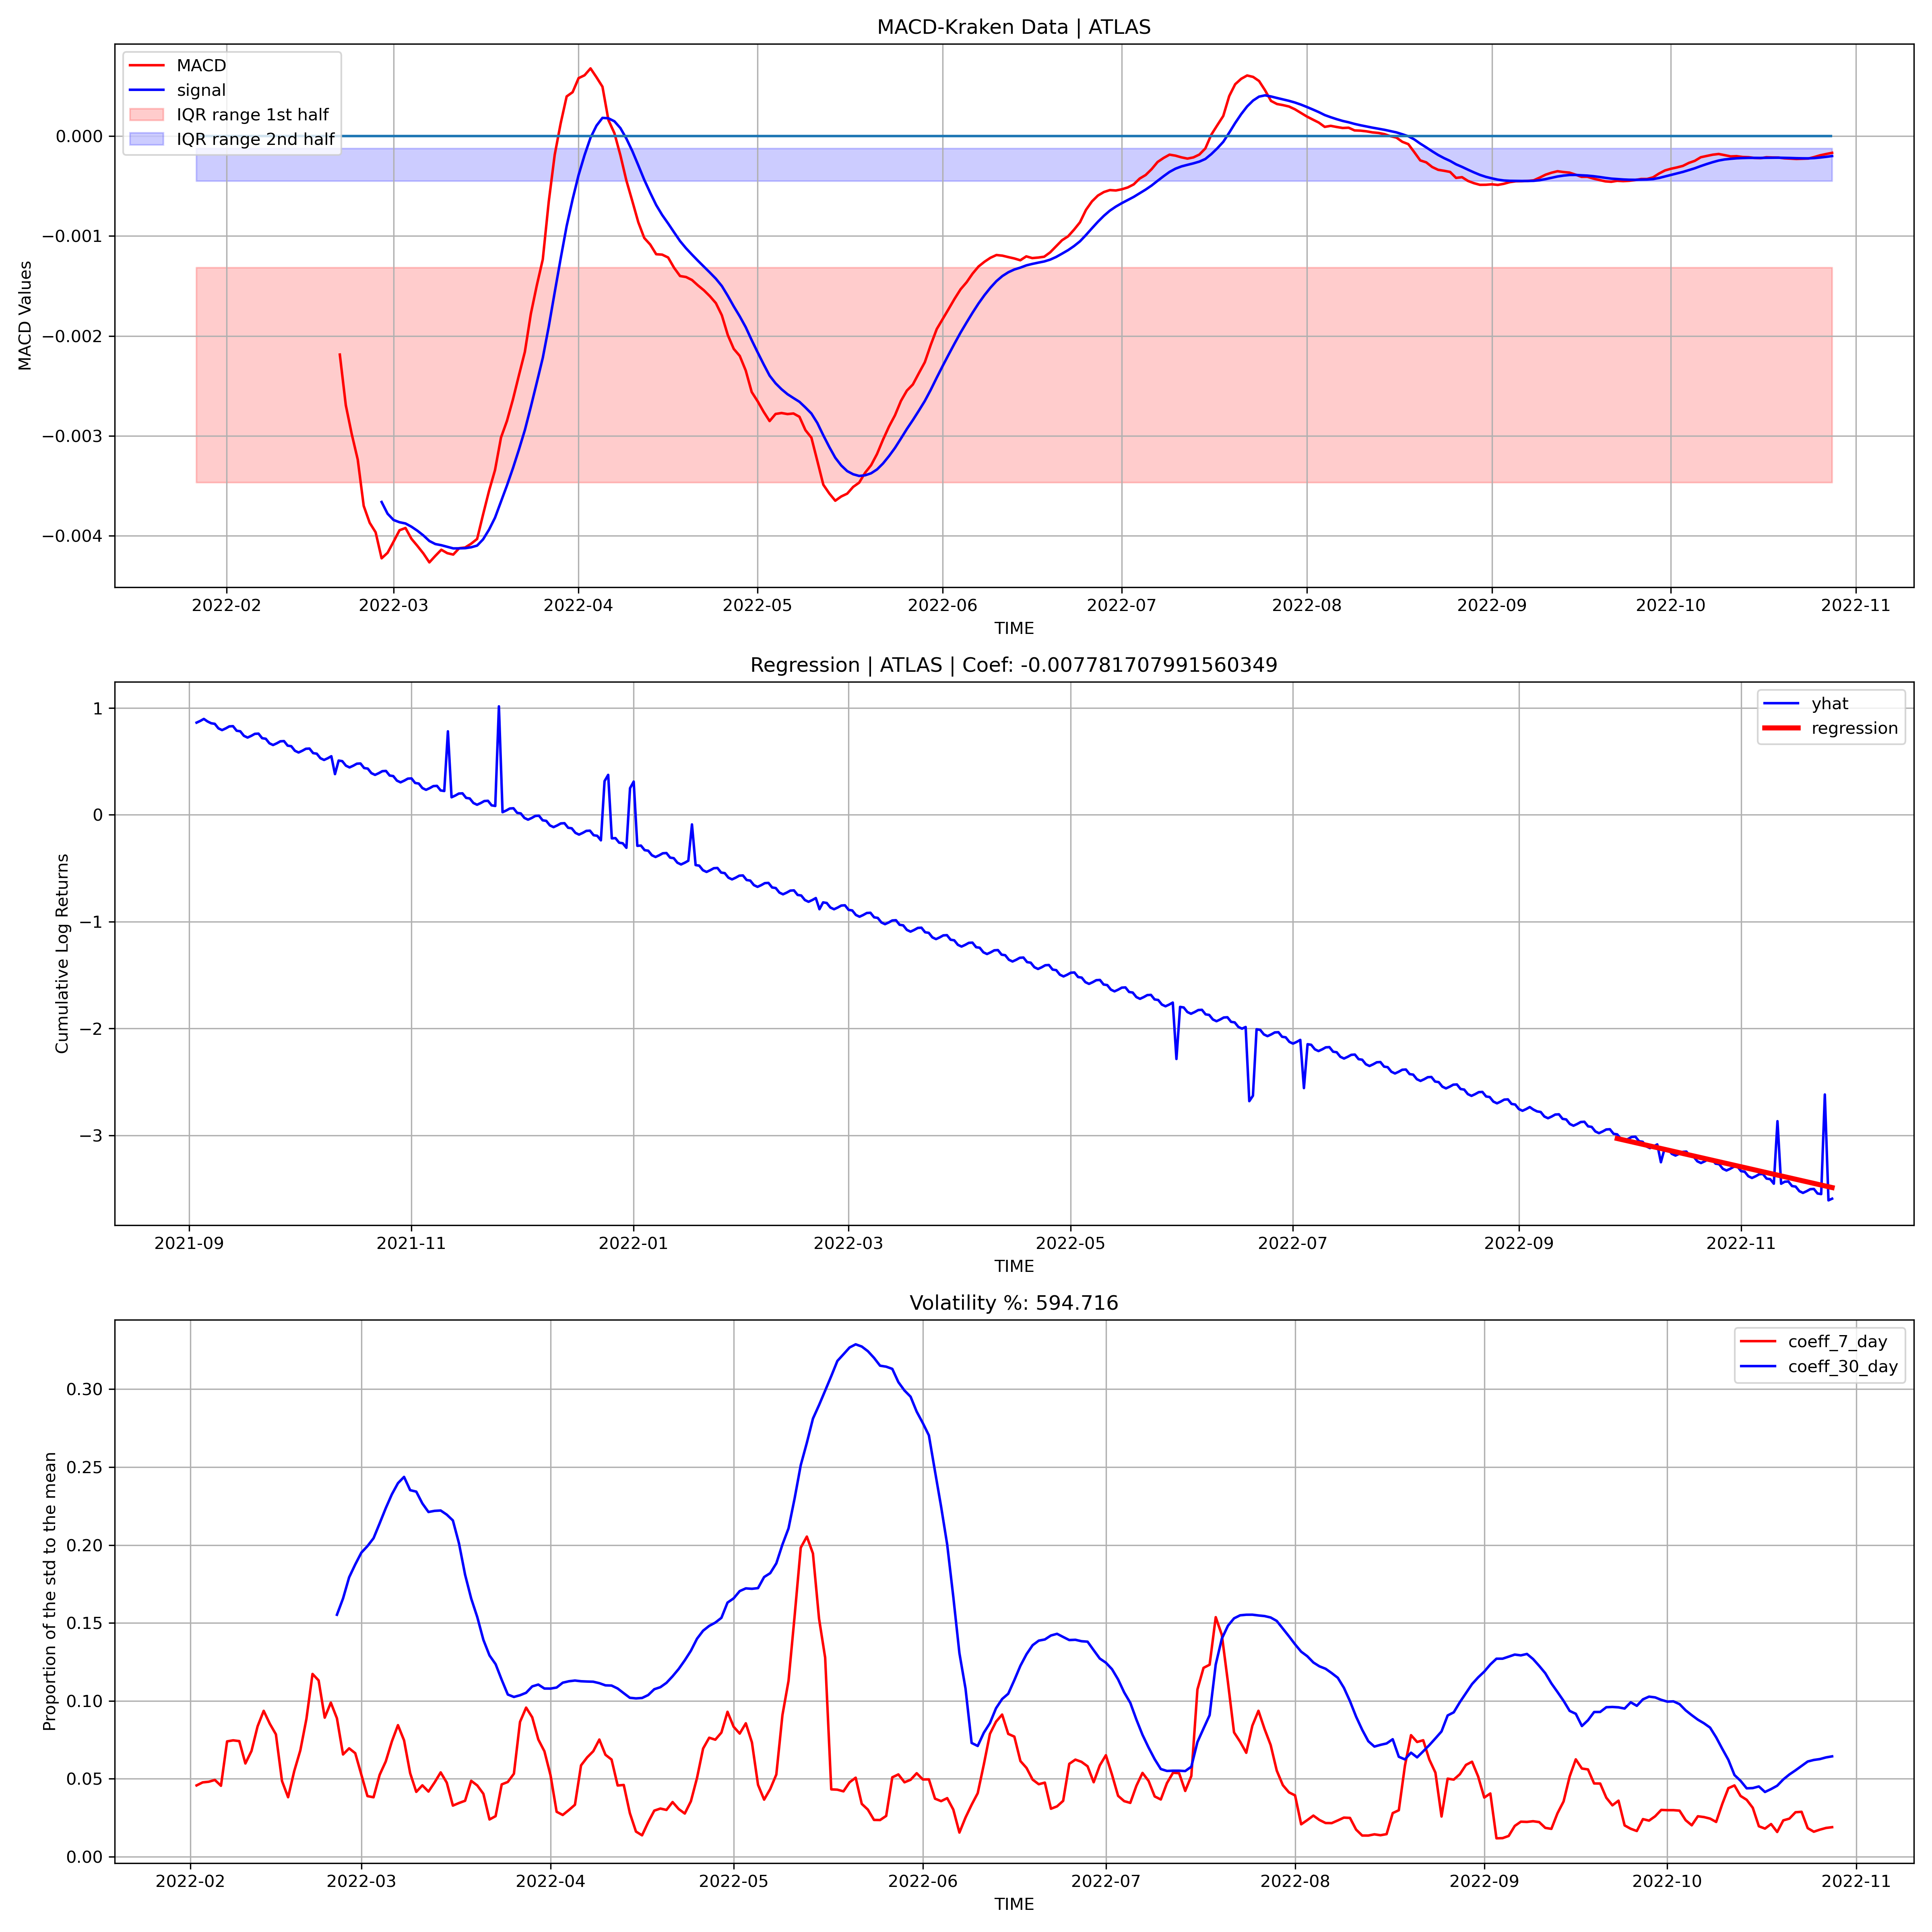 MACD-Kraken Data | ATLAS
MACD
signal
IQR range 1st half
IQR range 2nd half
MACD Values
0.000
−0.001
−0.002
−0.003
−0.004
2022-02 2022-03 2022-04 2022-05 2022-06 2022-07 2022-08 2022-09 2022-10 2022-11
TIME
Regression | ATLAS | Coef: -0.007781707991560349
yhat
regression
Cumulative Log Returns
1
0
−1
−2
−3
2021-09 2021-11 2022-01 2022-03 2022-05 2022-07 2022-09 2022-11
TIME
Volatility %: 594.716
coeff_7_day
coeff_30_day
Proportion of the std to the mean
0.30
0.25
0.20
0.15
0.10
0.05
0.00
2022-02 2022-03 2022-04 2022-05 2022-06 2022-07 2022-08 2022-09 2022-10 2022-11
TIME